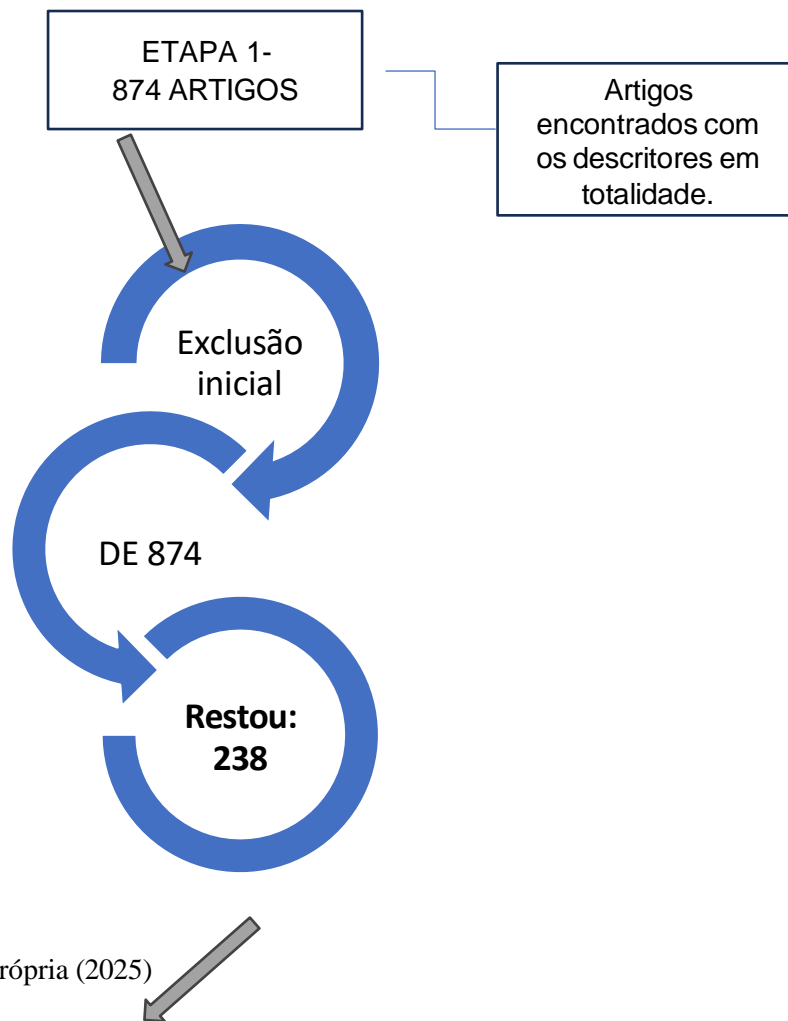 ETAPA 1-
874 ARTIGOS
Artigos
encontrados com
os descritores em
totalidade.
Exclusão
inicial
DE 874
Restou:
238
rópria (2025)